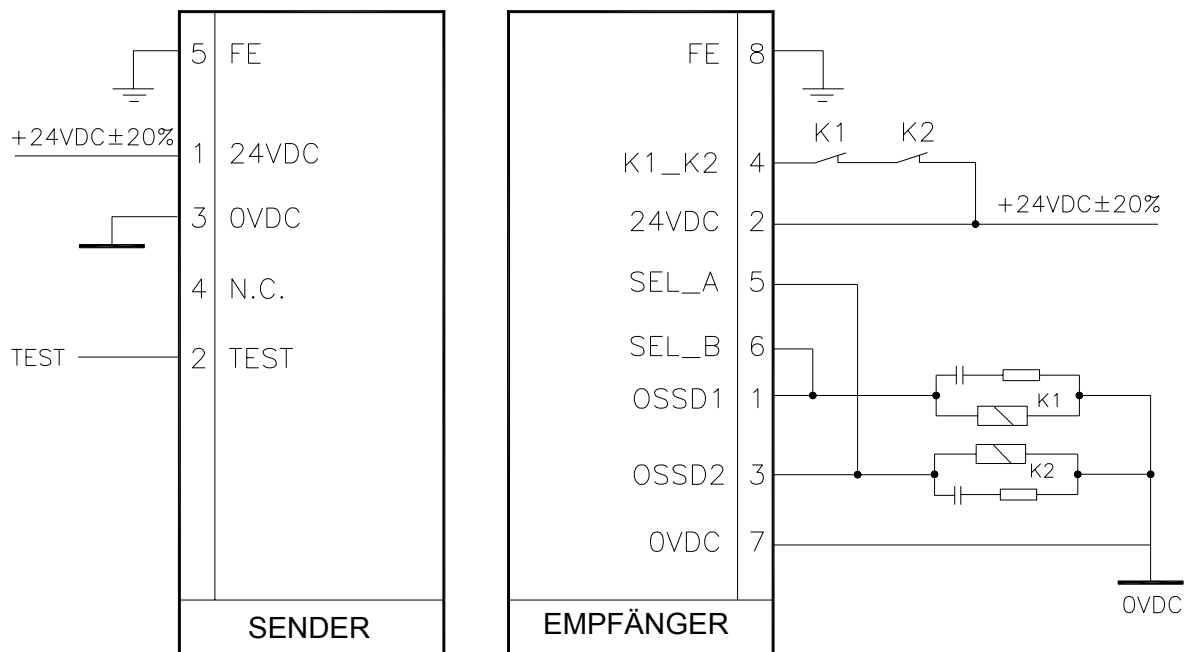 5 FE
+24VDC±20%
1 24VDC
3 0VDC
4 N.C.
TEST
2 TEST
SENDER
FE 8
K1 K2
K1_K2 4
24VDC 2
+24VDC±20%
SEL_A 5
SEL_B 6
OSSD1 1
K1
OSSD2 3
K2
0VDC 7
0VDC
EMPFÄNGER